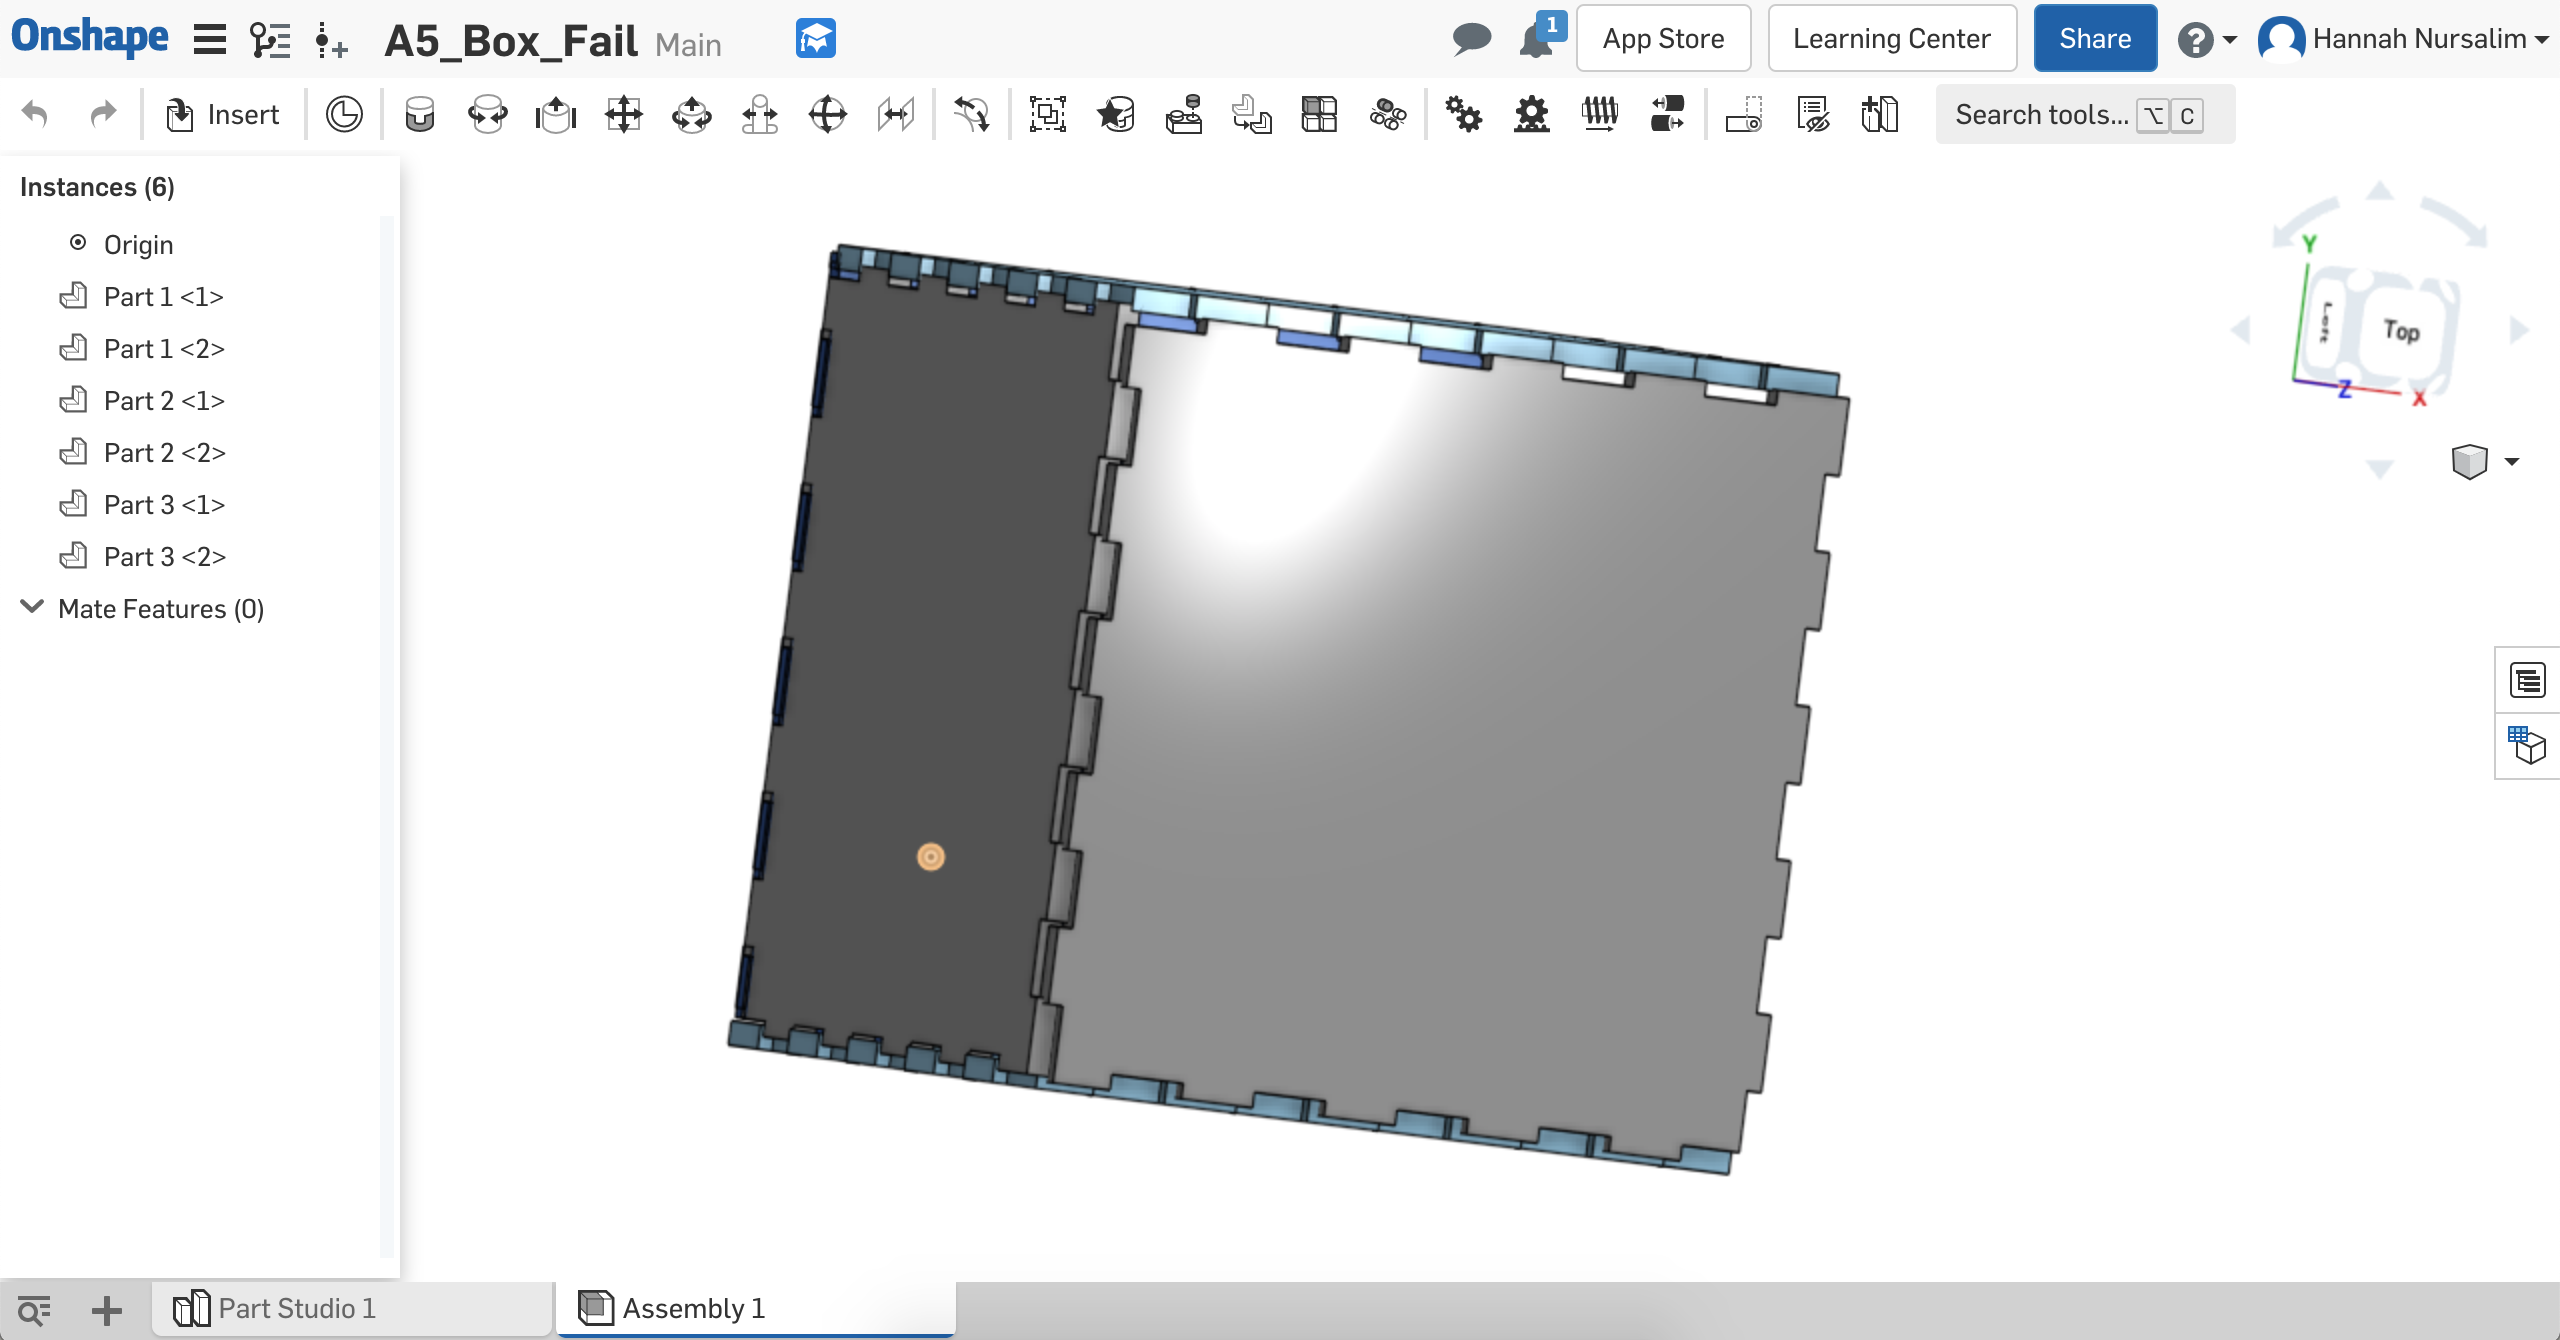 Onshape
A5_Box_Fail Main
1
App Store
Learning Center
Share
?
Hannah Nursalim
Insert
Search tools... ⌥ C
Instances (6)
Origin
Part 1 <1>
Part 1 <2>
Part 2 <1>
Part 2 <2>
Part 3 <1>
Part 3 <2>
Mate Features (0)
Y
Left
Top
Z
X
Part Studio 1
Assembly 1